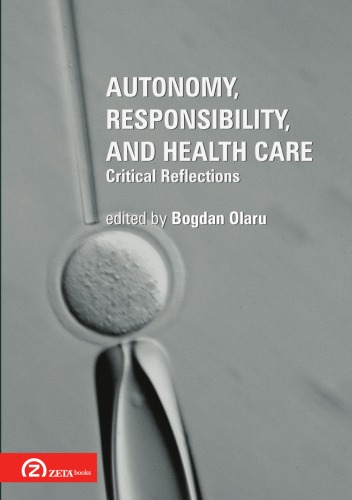 AUTONOMY,
RESPONSIBILITY,
AND HEALTH CARE
Critical Reflections
edited by Bogdan Olaru
Z ZETA books